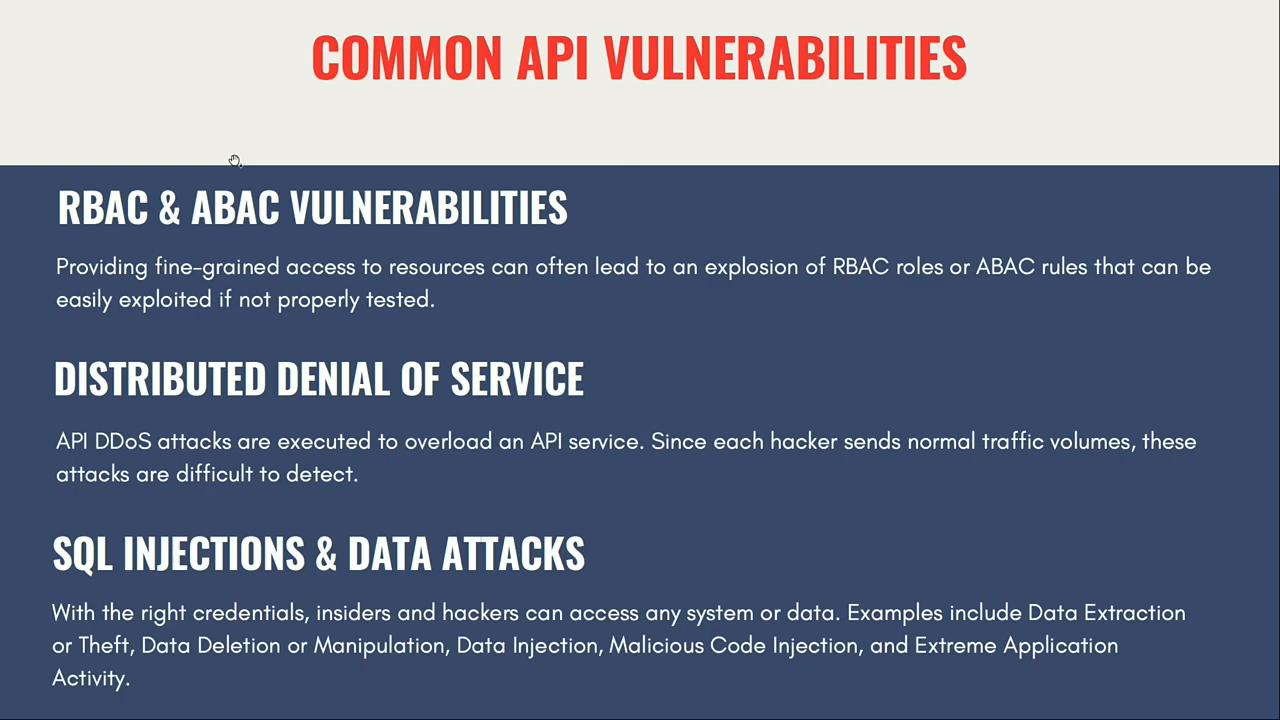 COMMON API VULNERABILITIES
RBAC & ABAC VULNERABILITIES
Providing fine-grained access to resources can often lead to an explosion of RBAC roles or ABAC rules that can be
easily exploited if not properly tested.
DISTRIBUTED DENIAL OF SERVICE
API DDoS attacks are executed to overload an API service. Since each hacker sends normal traffic volumes, these
attacks are difficult to detect.
SQL INJECTIONS & DATA ATTACKS
With the right credentials, insiders and hackers can access any system or data. Examples include Data Extraction
or Theft, Data Deletion or Manipulation, Data Injection, Malicious Code Injection, and Extreme Application
Activity.